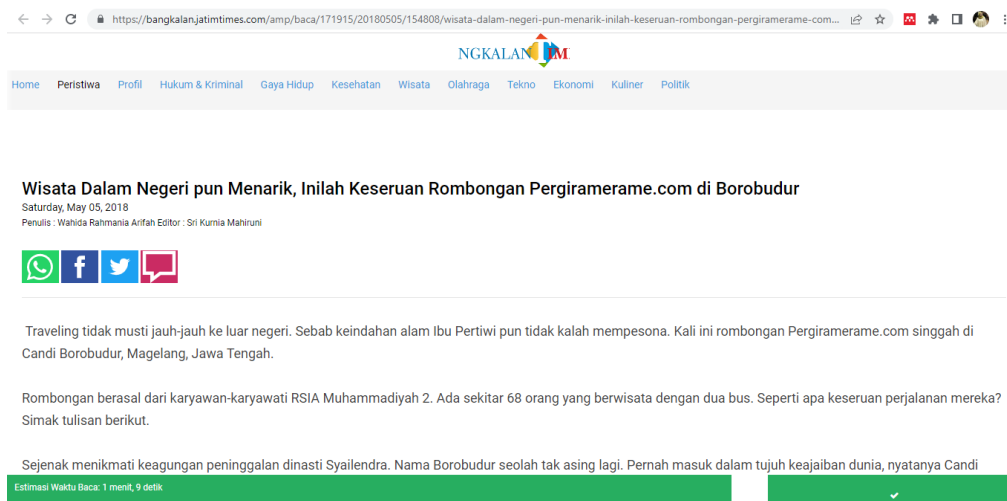 https://bangkalan.jatimtimes.com/amp/baca/171915/20180505/154808/wisata-dalam-negeri-pun-menarik-inilah-keseruan-rombongan-pergiramerame-com...
NGKALAN TIM
Home Peristiwa Profil Hukum & Kriminal Gaya Hidup Kesehatan Wisata Olahraga Tekno Ekonomi Kuliner Politik
Wisata Dalam Negeri pun Menarik, Inilah Keseruan Rombongan Pergiramerame.com di Borobudur
Saturday, May 05, 2018
Penulis : Wahida Rahmania Arifah Editor : Sri Kurnia Mahiruni
Traveling tidak musti jauh-jauh ke luar negeri. Sebab keindahan alam Ibu Pertiwi pun tidak kalah mempesona. Kali ini rombongan Pergiramerame.com singgah di
Candi Borobudur, Magelang, Jawa Tengah.
Rombongan berasal dari karyawan-karyawati RSIA Muhammadiyah 2. Ada sekitar 68 orang yang berwisata dengan dua bus. Seperti apa keseruan perjalanan mereka?
Simak tulisan berikut.
Sejenak menikmati keagungan peninggalan dinasti Syailendra. Nama Borobudur seolah tak asing lagi. Pernah masuk dalam tujuh keajaiban dunia, nyatanya Candi
Estimasi Waktu Baca: 1 menit, 9 detik